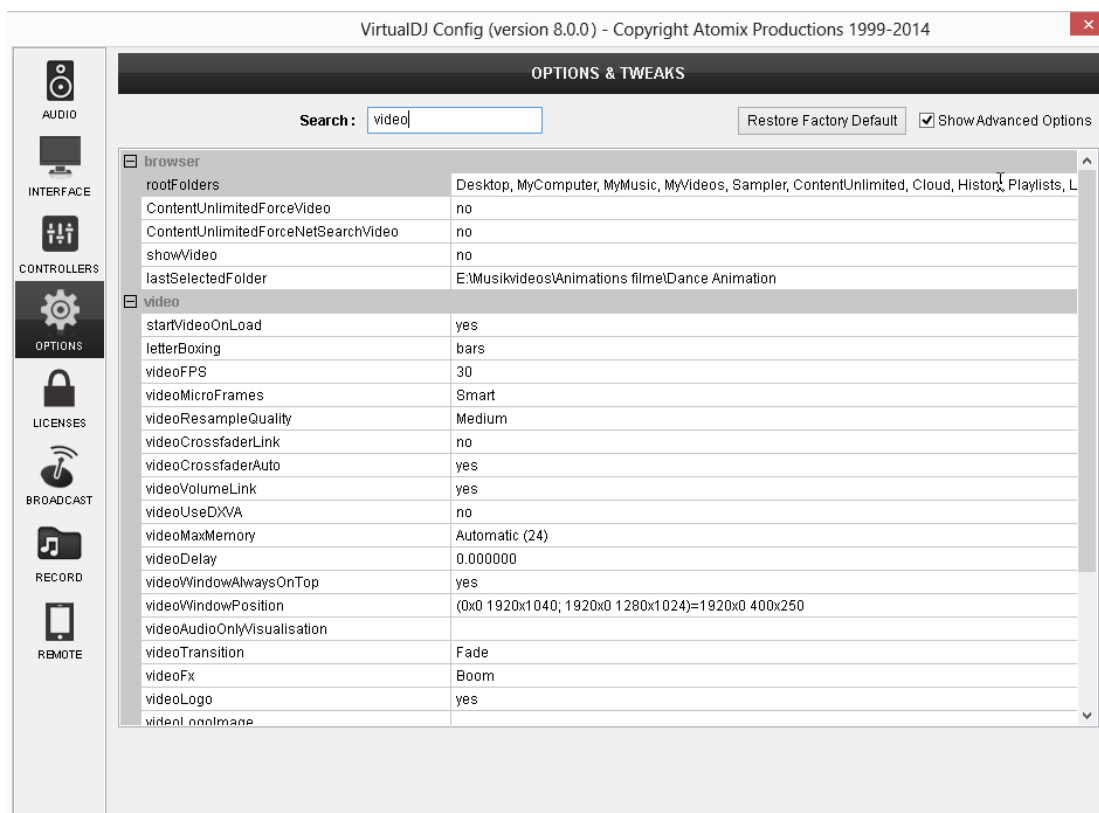 VirtualDJ Config (version 8.0.0) - Copyright Atomix Productions 1999-2014
OPTIONS & TWEAKS
AUDIO
INTERFACE
CONTROLLERS
OPTIONS
LICENSES
BROADCAST
RECORD
REMOTE
Search : video
Restore Factory Default
Show Advanced Options
browser
rootFolders Desktop, MyComputer, MyMusic, MyVideos, Sampler, ContentUnlimited, Cloud, History, Playlists, L
ContentUnlimitedForceVideo no
ContentUnlimitedForceNetSearchVideo no
showVideo no
lastSelectedFolder E:\Musikvideos\Animations filme\Dance Animation
video
startVideoOnLoad yes
letterBoxing bars
videoFPS 30
videoMicroFrames Smart
videoResampleQuality Medium
videoCrossfaderLink no
videoCrossfaderAuto yes
videoVolumeLink yes
videoUseDXVA no
videoMaxMemory Automatic (24)
videoDelay 0.000000
videoWindowAlwaysOnTop yes
videoWindowPosition (0x0 1920x1040; 1920x0 1280x1024)=1920x0 400x250
videoAudioOnlyVisualisation
videoTransition Fade
videoFx Boom
videoLogo yes
videoLogoImage